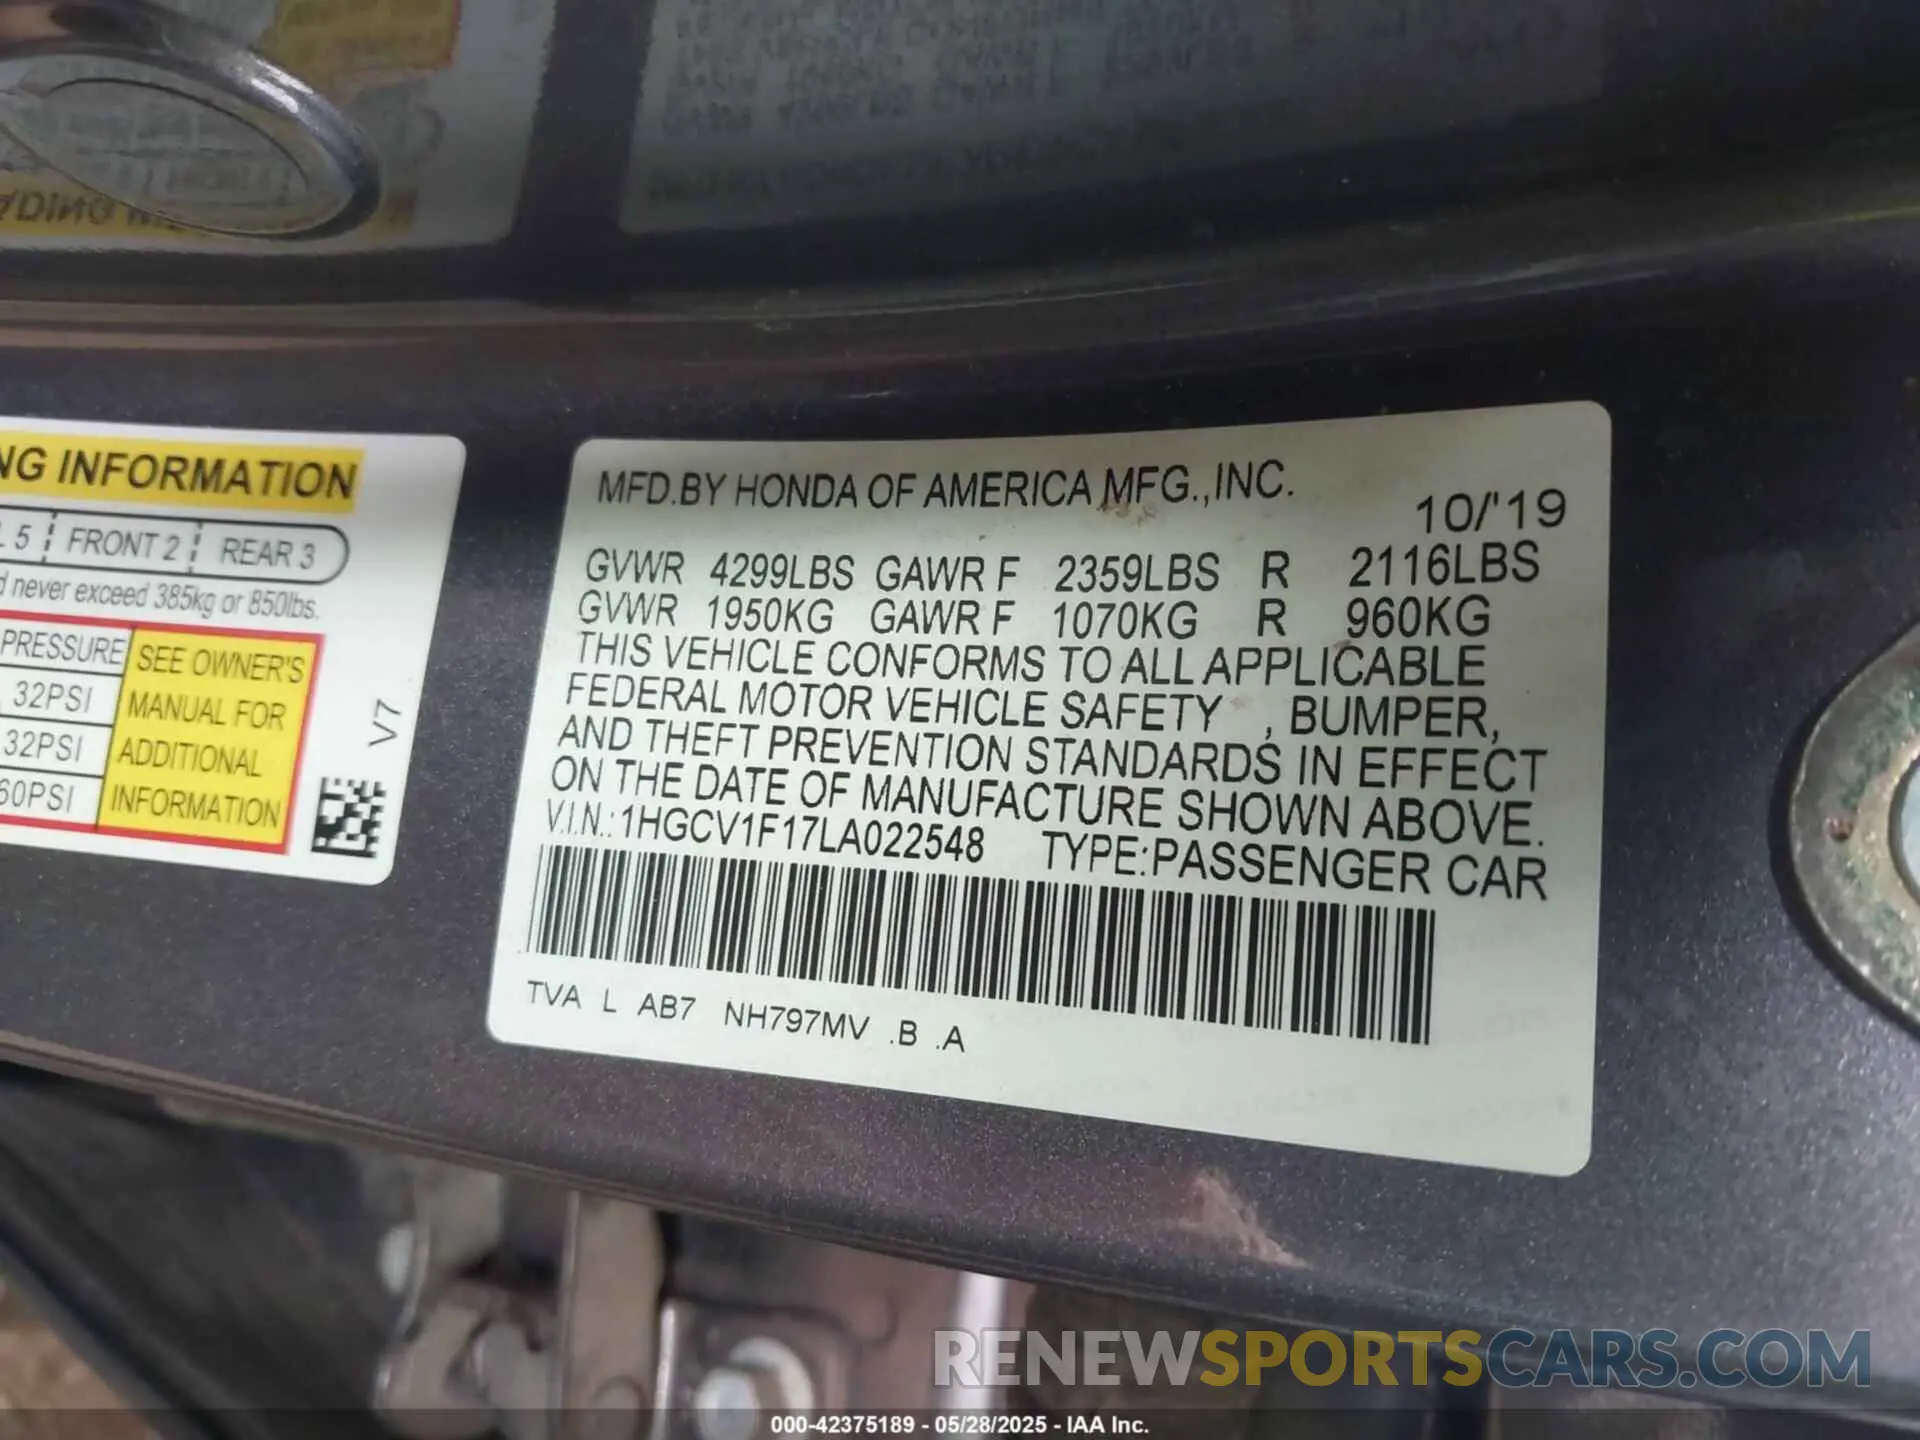 NG INFORMATION
L 5 FRONT 2 REAR 3
never exceed 385kg or 850lbs.
PRESSURE
32PSI
32PSI
60PSI
SEE OWNER'S
MANUAL FOR
ADDITIONAL
INFORMATION
V7
MFD.BY HONDA OF AMERICA MFG.,INC.
10/'19
GVWR 4299LBS GAWR F 2359LBS R 2116LBS
GVWR 1950KG GAWR F 1070KG R 960KG
THIS VEHICLE CONFORMS TO ALL APPLICABLE
FEDERAL MOTOR VEHICLE SAFETY , BUMPER,
AND THEFT PREVENTION STANDARDS IN EFFECT
ON THE DATE OF MANUFACTURE SHOWN ABOVE.
V.I.N.:1HGCV1F17LA022548 TYPE:PASSENGER CAR
TVA L AB7 NH797MV .B .A
RENEWSPORTSCARS.COM
000-42375189 - 05/28/2025 - IAA Inc.